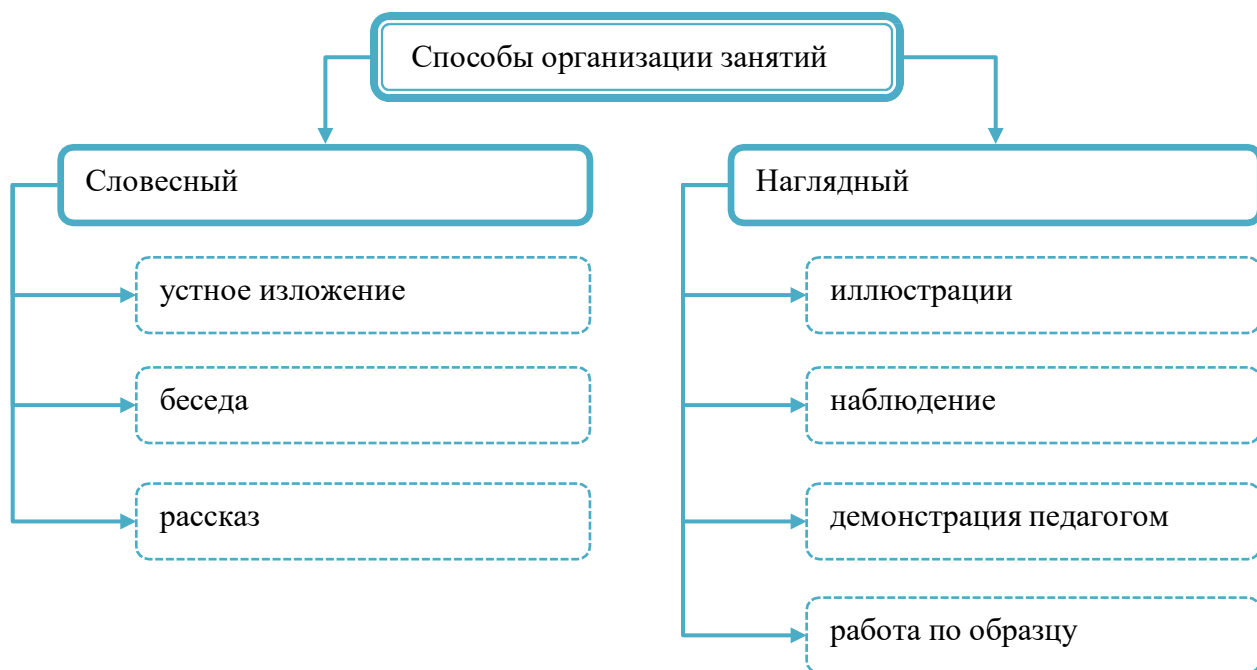 Способы организации занятий
Словесный
устное изложение
беседа
рассказ
Наглядный
иллюстрации
наблюдение
демонстрация педагогом
работа по образцу